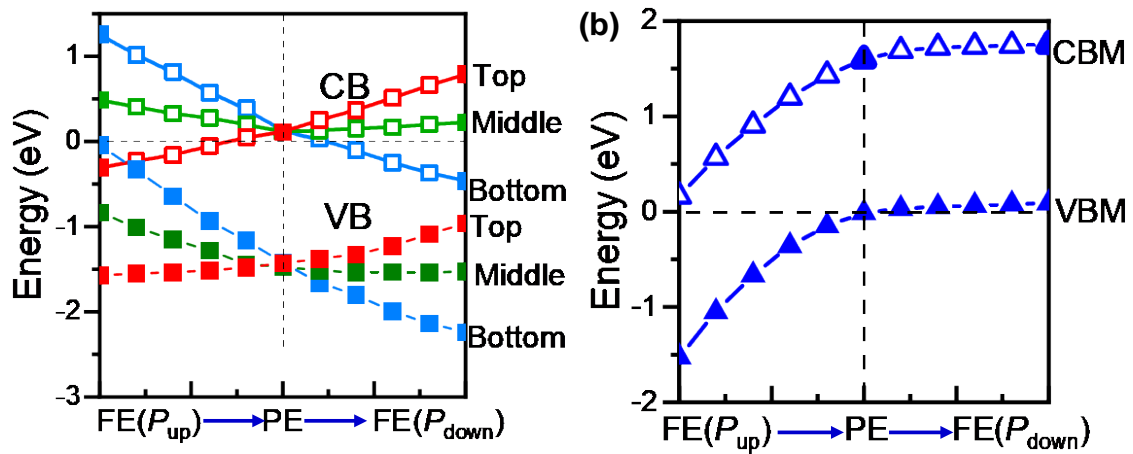 Energy (eV)
1
0
-1
-2
-3
CB
VB
Top
Middle
Bottom
Top
Middle
Bottom
FE(Pup) → PE → FE(Pdown)
(b)
Energy (eV)
2
1
0
-1
-2
CBM
VBM
FE(Pup) → PE → FE(Pdown)